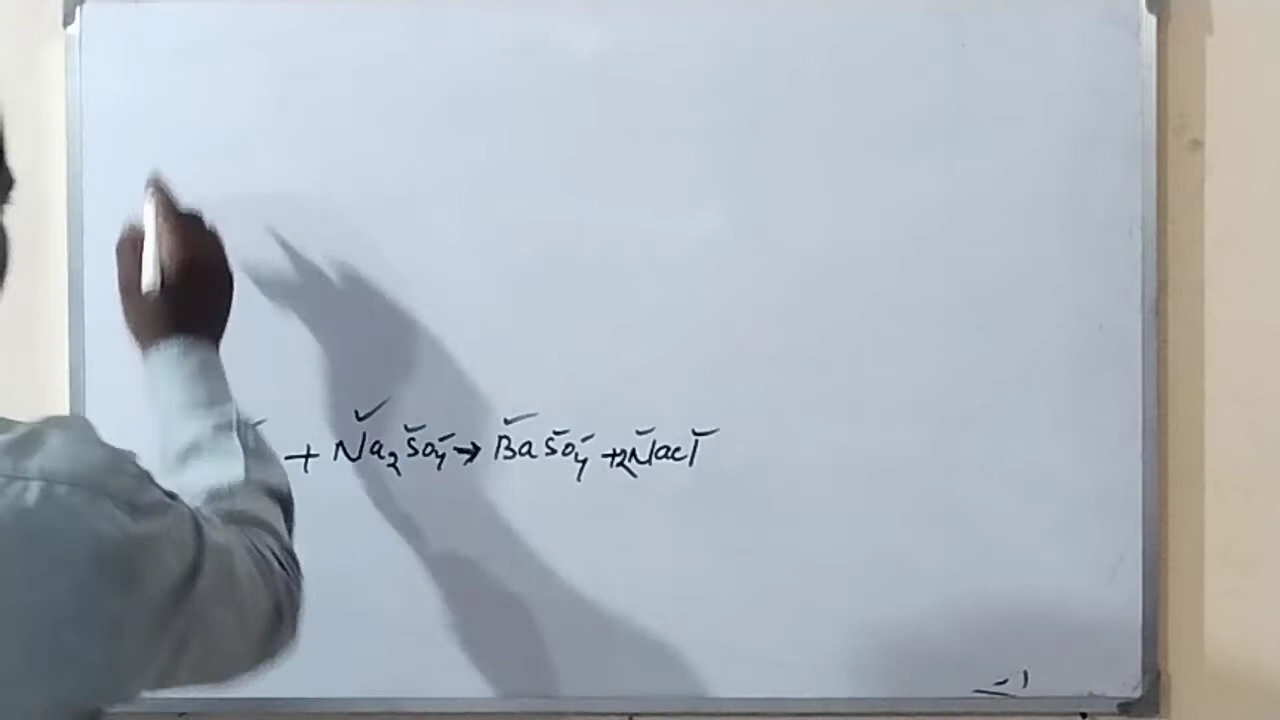 + Na₂SO₄ → BaSO₄ + 2NaCl